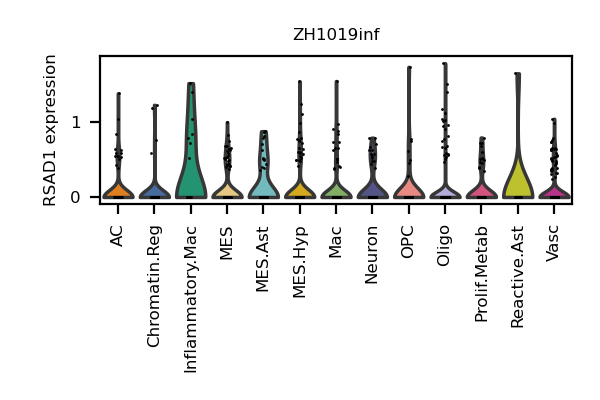 ZH1019inf
RSAD1 expression
1
0
AC
Chromatin.Reg
Inflammatory.Mac
MES
MES.Ast
MES.Hyp
Mac
Neuron
OPC
Oligo
Prolif.Metab
Reactive.Ast
Vasc